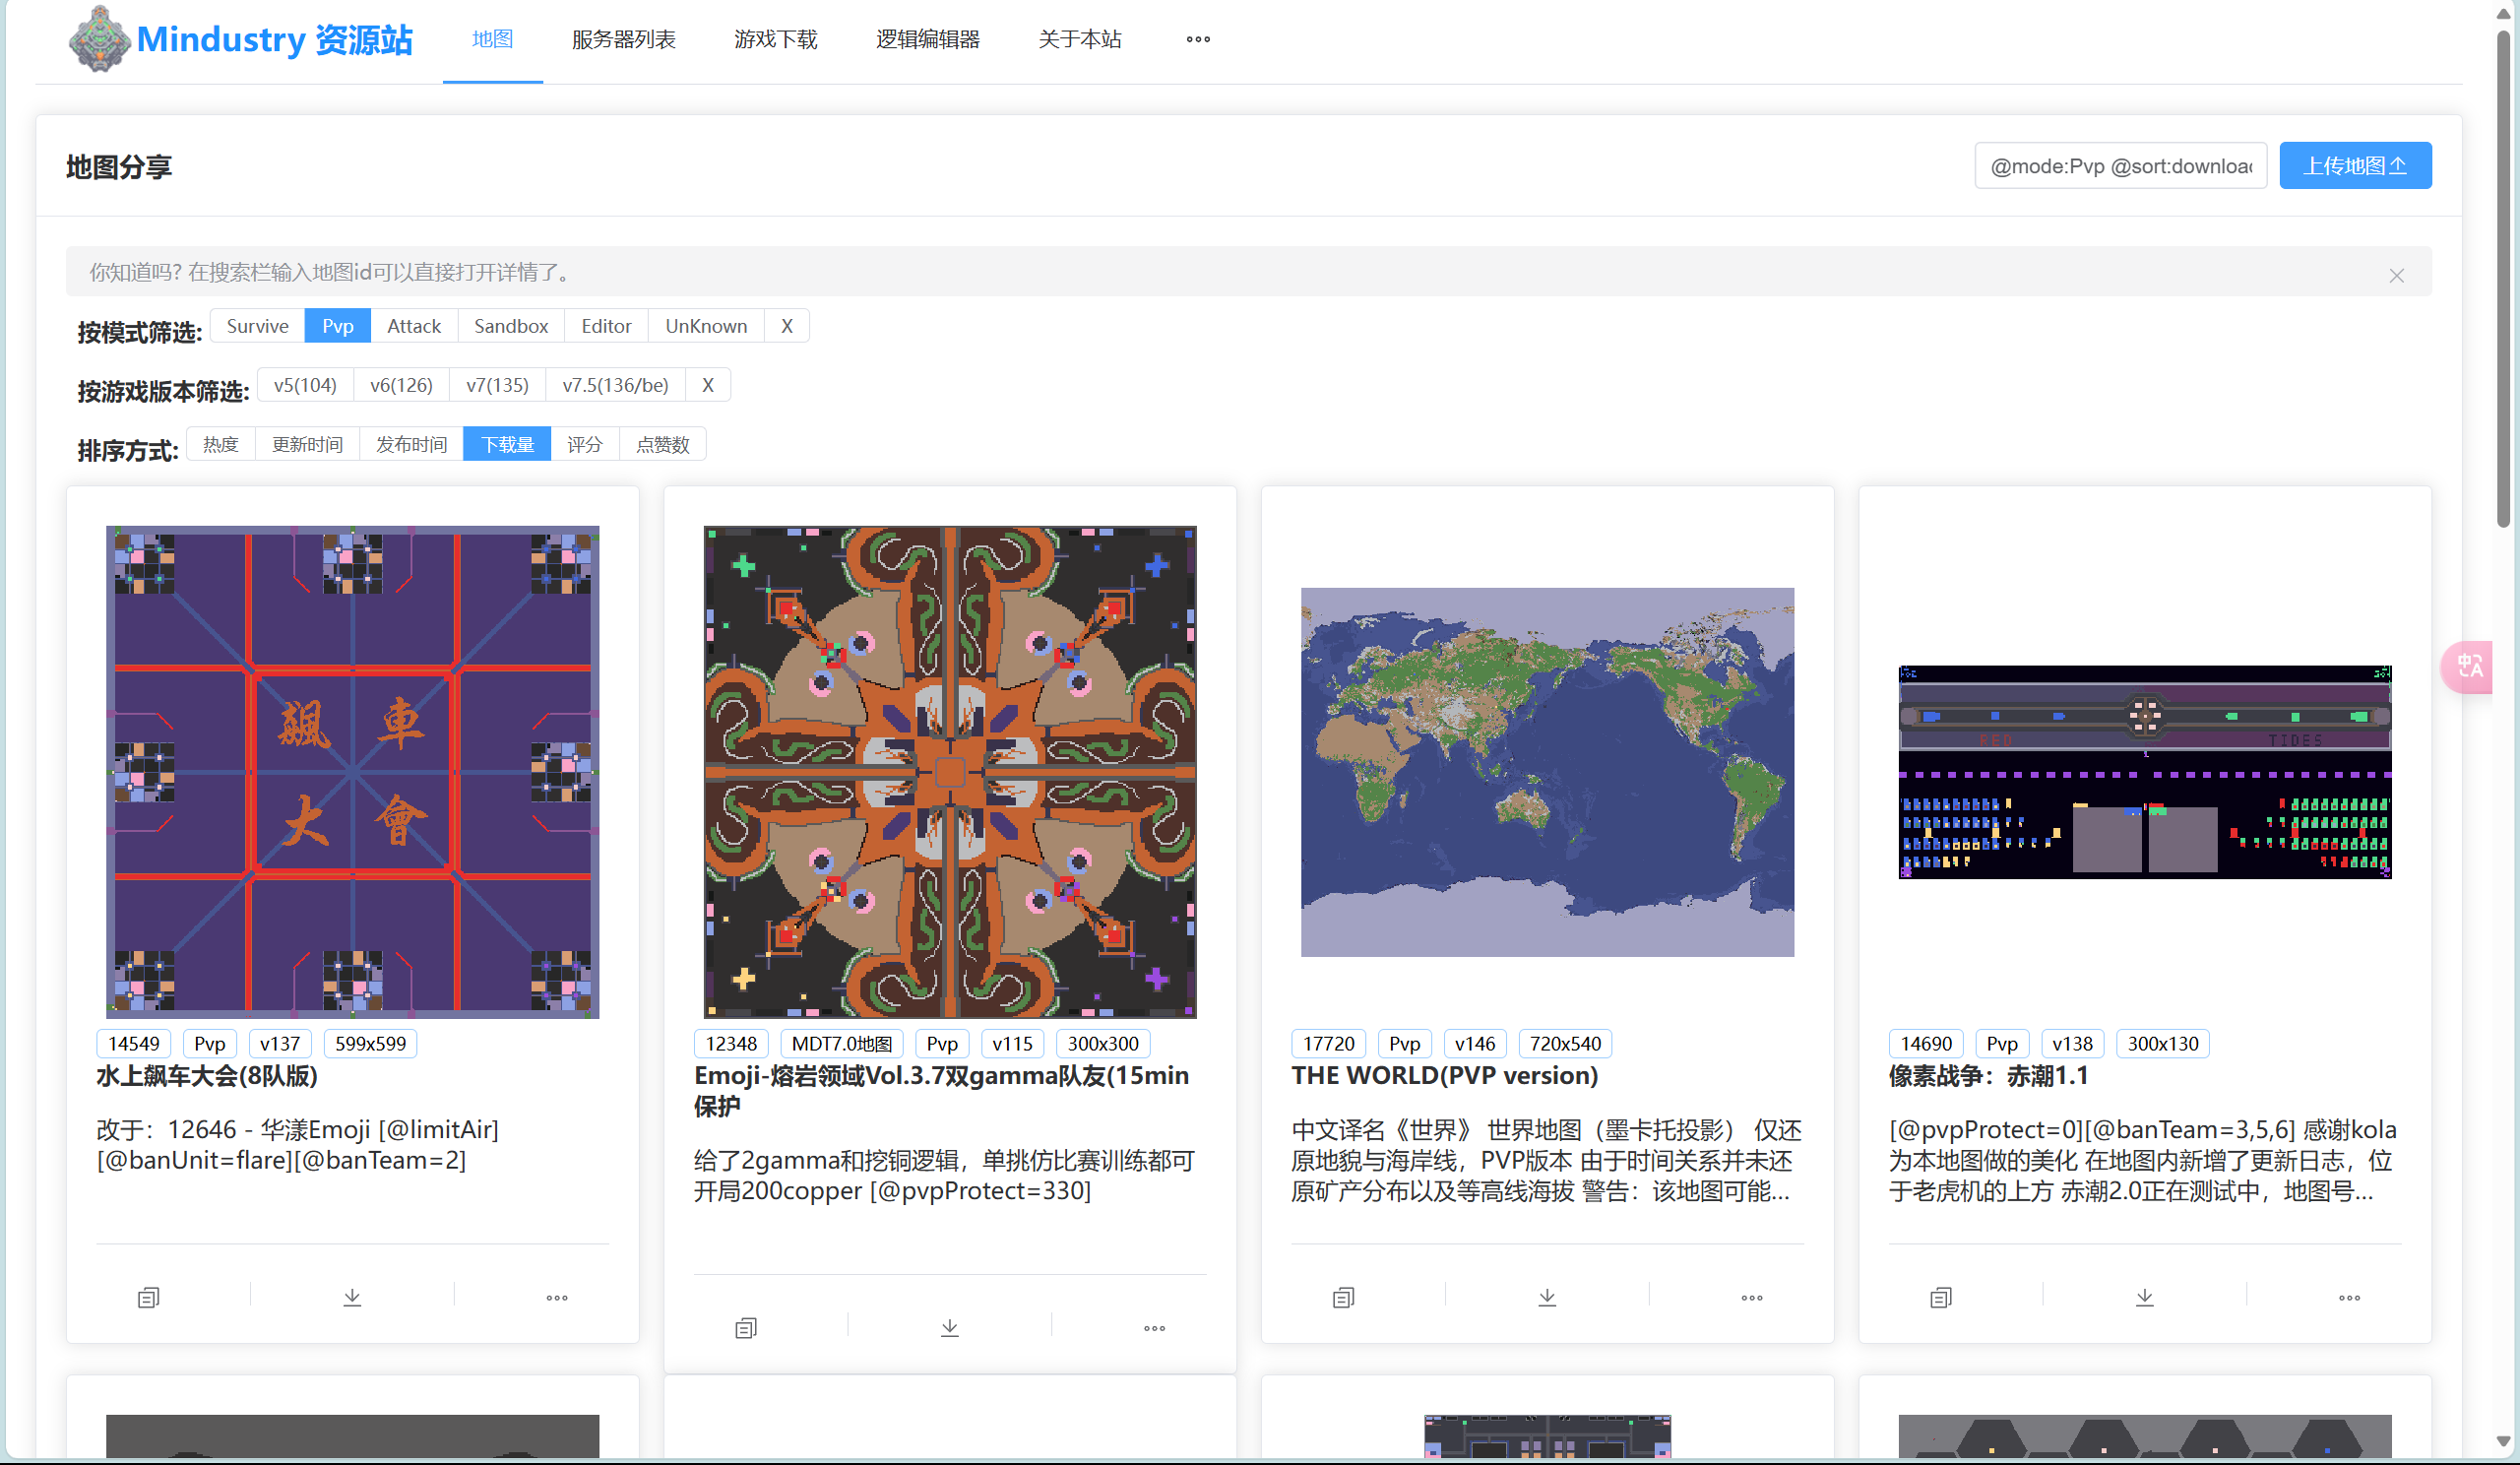 Mindustry 资源站
地图
服务器列表
游戏下载
逻辑编辑器
关于本站
地图分享
@mode:Pvp @sort:download
上传地图
你知道吗? 在搜索栏输入地图id可以直接打开详情了。
按模式筛选: Survive Pvp Attack Sandbox Editor UnKnown X
按游戏版本筛选: v5(104) v6(126) v7(135) v7.5(136/be) X
排序方式: 热度 更新时间 发布时间 下载量 评分 点赞数
飙 車
大 會
14549 Pvp v137 599x599
水上飙车大会(8队版)
改于：12646 - 华漾Emoji [@limitAir]
[@banUnit=flare][@banTeam=2]
12348 MDT7.0地图 Pvp v115 300x300
Emoji-熔岩领域Vol.3.7双gamma队友(15min
保护
给了2gamma和挖铜逻辑，单挑仿比赛训练都可
开局200copper [@pvpProtect=330]
17720 Pvp v146 720x540
THE WORLD(PVP version)
中文译名《世界》 世界地图（墨卡托投影） 仅还
原地貌与海岸线，PVP版本 由于时间关系并未还
原矿产分布以及等高线海拔 警告：该地图可能...
RED TIDES
14690 Pvp v138 300x130
像素战争：赤潮1.1
[@pvpProtect=0][@banTeam=3,5,6] 感谢kola
为本地图做的美化 在地图内新增了更新日志，位
于老虎机的上方 赤潮2.0正在测试中，地图号...